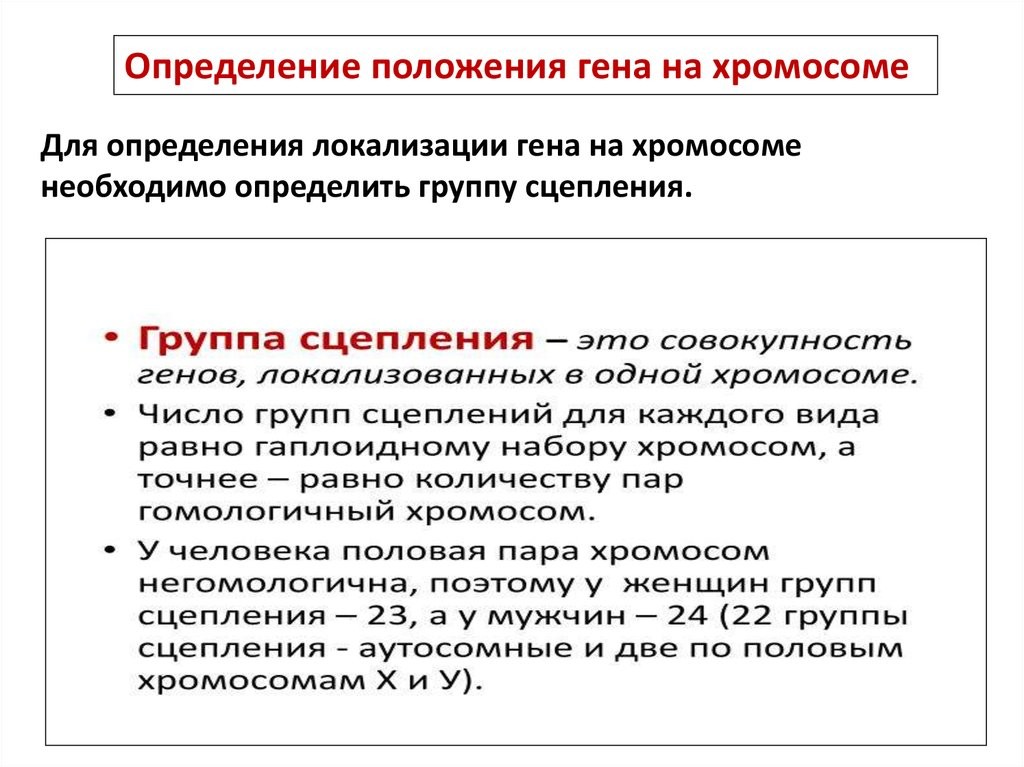 Определение положения гена на хромосоме
Для определения локализации гена на хромосоме
необходимо определить группу сцепления.
• Группа сцепления – это совокупность
генов, локализованных в одной хромосоме.
• Число групп сцеплений для каждого вида
равно гаплоидному набору хромосом, а
точнее – равно количеству пар
гомологичный хромосом.
• У человека половая пара хромосом
негомологична, поэтому у женщин групп
сцепления – 23, а у мужчин – 24 (22 группы
сцепления - аутосомные и две по половым
хромосомам Х и У).